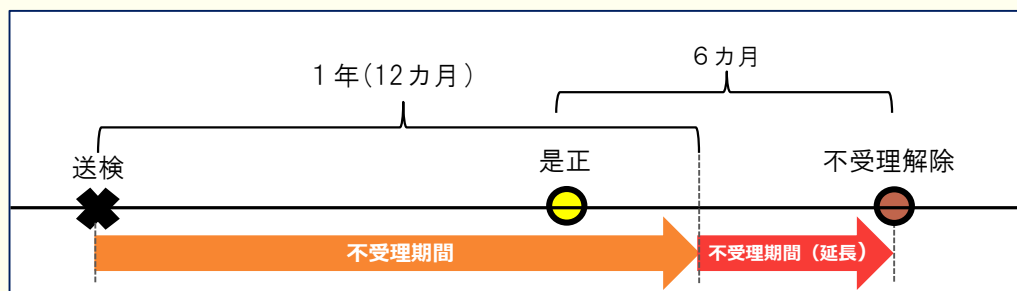 ６カ月
１年(12カ月)
送検
是正
不受理解除
不受理期間
不受理期間（延長）